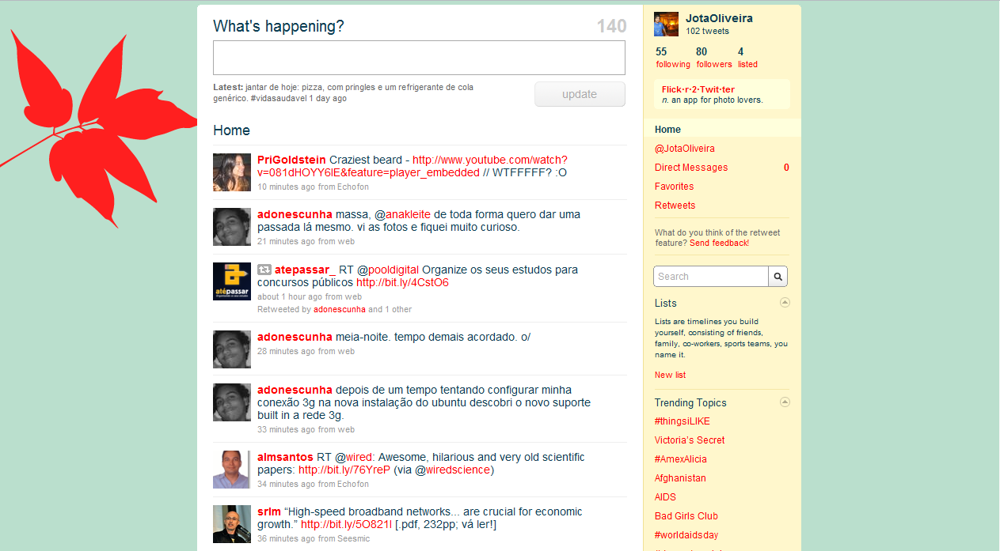 What's happening?
140
Latest: jantar de hoje: pizza, com pringles e um refrigerante de cola
genérico. #vidasaudavel 1 day ago
update
Home
PriGoldstein Craziest beard - http://www.youtube.com/watch?
v=081dHOYY6lE&feature=player_embedded // WTFFFFF? :O
10 minutes ago from Echofon
adonescunha massa, @anakleite de toda forma quero dar uma
passada lá mesmo. vi as fotos e fiquei muito curioso.
21 minutes ago from web
atépassar
atepassar_ RT @pooldigital Organize os seus estudos para
concursos públicos http://bit.ly/4CstO6
about 1 hour ago from web
Retweeted by adonescunha and 1 other
adonescunha meia-noite. tempo demais acordado. o/
28 minutes ago from web
adonescunha depois de um tempo tentando configurar minha
conexão 3g na nova instalação do ubuntu descobri o novo suporte
built in a rede 3g.
33 minutes ago from web
almsantos RT @wired: Awesome, hilarious and very old scientific
papers: http://bit.ly/76YreP (via @wiredscience)
34 minutes ago from Echofon
srlm “High-speed broadband networks... are crucial for economic
growth.” http://bit.ly/5O821l [.pdf, 232pp; vá ler!]
36 minutes ago from Seesmic
JotaOliveira
102 tweets
55 80 4
following followers listed
Flick·r·2·Twit·ter
n. an app for photo lovers.
Home
@JotaOliveira
Direct Messages 0
Favorites
Retweets
What do you think of the retweet
feature? Send feedback!
Search
Lists
Lists are timelines you build
yourself, consisting of friends,
family, co-workers, sports teams, you
name it.
New list
Trending Topics
#thingsiLIKE
Victoria's Secret
#AmexAlicia
Afghanistan
AIDS
Bad Girls Club
#worldaidsday